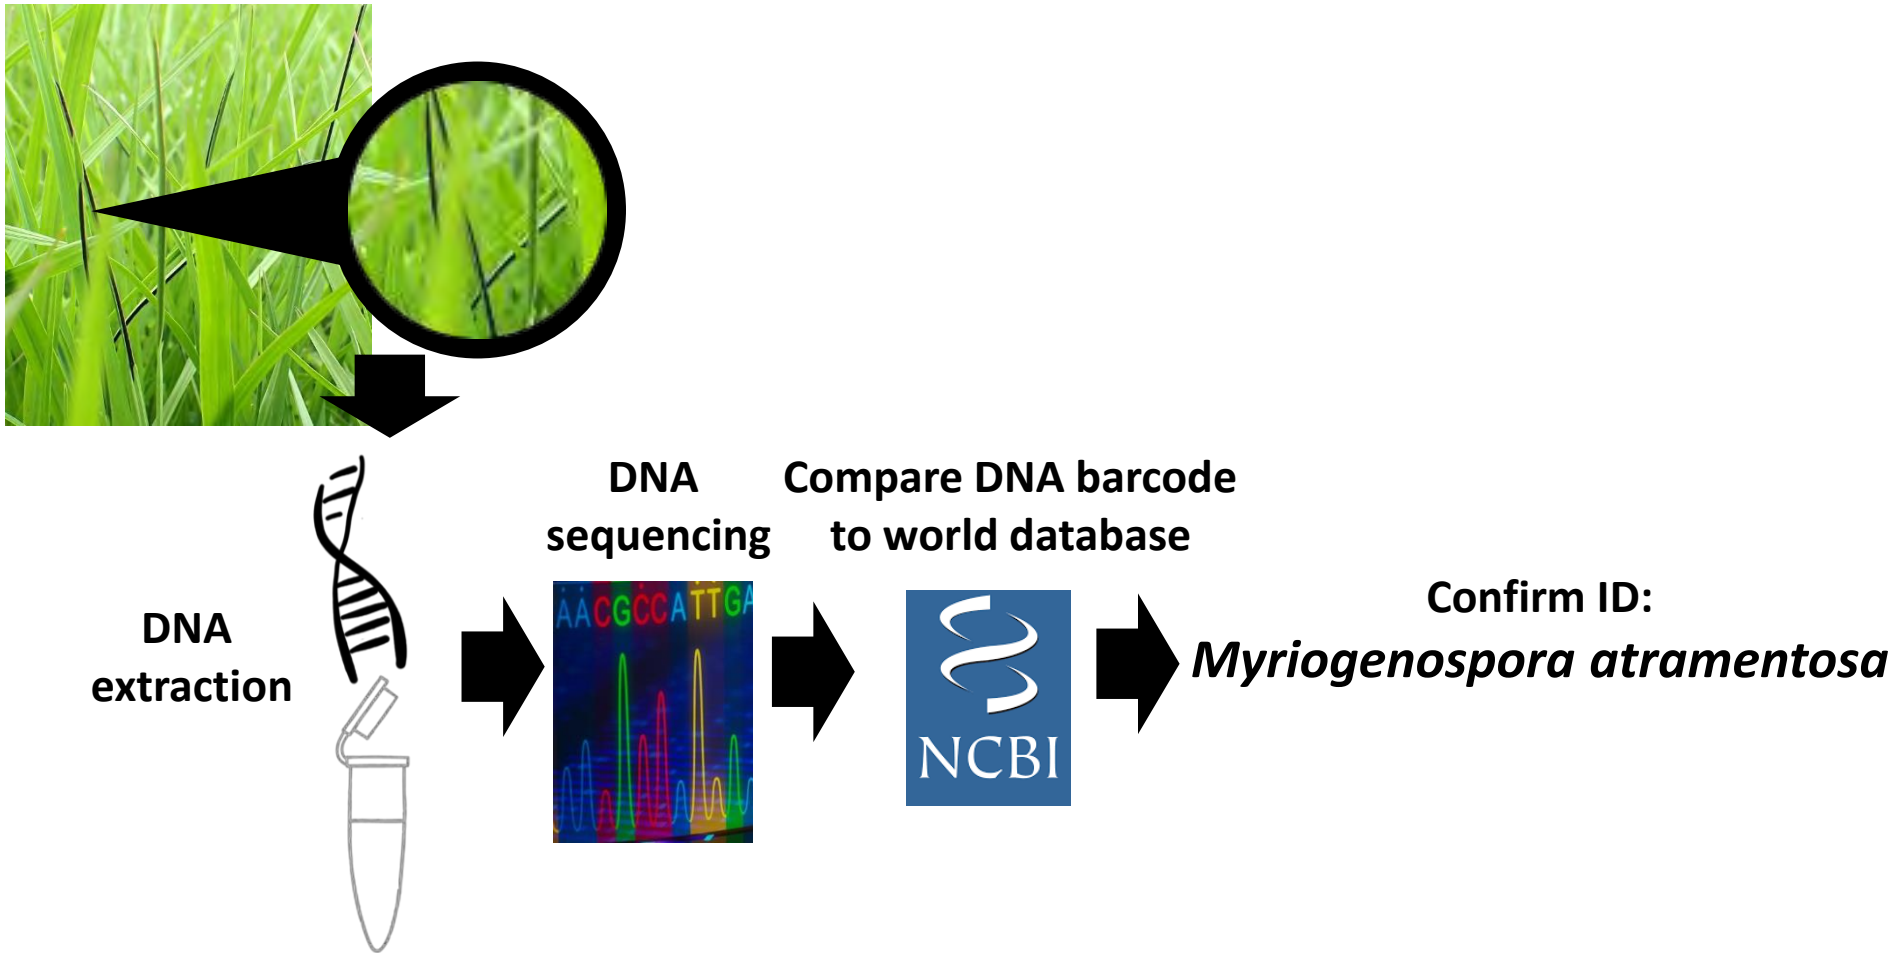 DNA
extraction
DNA
sequencing
AACGCCATTGA
Compare DNA barcode
to world database
NCBI
Confirm ID:
Myriogenospora atramentosa